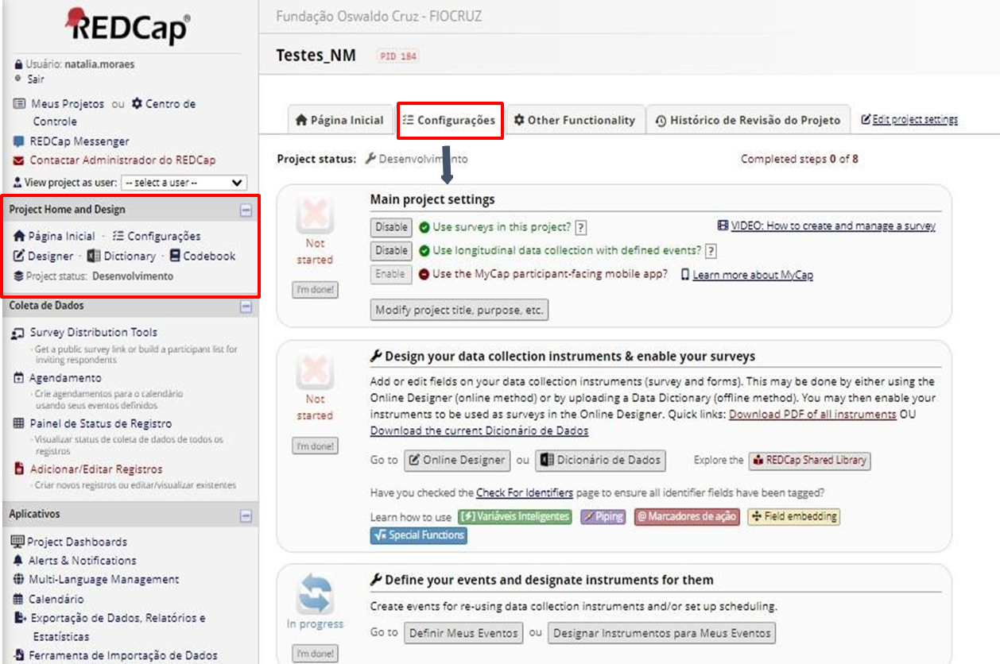 REDCap®
Usuário: natalia.moraes
Sair
Meus Projetos ou Centro de
Controle
REDCap Messenger
Contactar Administrador do REDCap
View project as user: -- select a user --
Project Home and Design
Página Inicial · Configurações
Designer · Dictionary · Codebook
Project status: Desenvolvimento
Coleta de Dados
Survey Distribution Tools
- Get a public survey link or build a participant list for
inviting respondents
Agendamento
- Crie agendamentos para o calendário
usando seus eventos definidos
Painel de Status de Registro
- Visualizar status de coleta de dados de todos os
registros
Adicionar/Editar Registros
- Criar novos registros ou editar/visualizar existentes
Aplicativos
Project Dashboards
Alerts & Notifications
Multi-Language Management
Calendário
Exportação de Dados, Relatórios e
Estatísticas
Ferramenta de Importação de Dados
Fundação Oswaldo Cruz - FIOCRUZ
Testes_NM PID 184
Página Inicial Configurações Other Functionality Histórico de Revisão do Projeto Edit project settings
Project status: Desenvolvimento Completed steps 0 of 8
Not
started
I'm done!
Main project settings
Disable Use surveys in this project? ? VIDEO: How to create and manage a survey
Disable Use longitudinal data collection with defined events? ?
Enable Use the MyCap participant-facing mobile app? Learn more about MyCap
Modify project title, purpose, etc.
Not
started
I'm done!
Design your data collection instruments & enable your surveys
Add or edit fields on your data collection instruments (survey and forms). This may be done by either using the
Online Designer (online method) or by uploading a Data Dictionary (offline method). You may then enable your
instruments to be used as surveys in the Online Designer. Quick links: Download PDF of all instruments OU
Download the current Dicionário de Dados
Go to Online Designer ou Dicionário de Dados Explore the REDCap Shared Library
Have you checked the Check For Identifiers page to ensure all identifier fields have been tagged?
Learn how to use [⚡] Variáveis Inteligentes Piping @ Marcadores de ação Field embedding
Special Functions
In progress
I'm done!
Define your events and designate instruments for them
Create events for re-using data collection instruments and/or set up scheduling.
Go to Definir Meus Eventos ou Designar Instrumentos para Meus Eventos